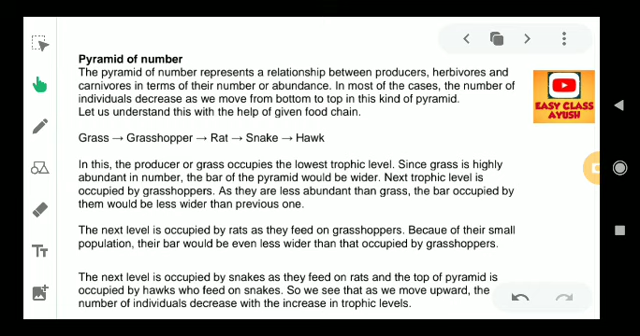 Pyramid of number
The pyramid of number represents a relationship between producers, herbivores and
carnivores in terms of their number or abundance. In most of the cases, the number of
individuals decrease as we move from bottom to top in this kind of pyramid.
Let us understand this with the help of given food chain.
Grass → Grasshopper → Rat → Snake → Hawk
In this, the producer or grass occupies the lowest trophic level. Since grass is highly
abundant in number, the bar of the pyramid would be wider. Next trophic level is
occupied by grasshoppers. As they are less abundant than grass, the bar occupied by
them would be less wider than previous one.
The next level is occupied by rats as they feed on grasshoppers. Becaue of their small
population, their bar would be even less wider than that occupied by grasshoppers.
The next level is occupied by snakes as they feed on rats and the top of pyramid is
occupied by hawks who feed on snakes. So we see that as we move upward, the
number of individuals decrease with the increase in trophic levels.
EASY CLASS
AYUSH
TT